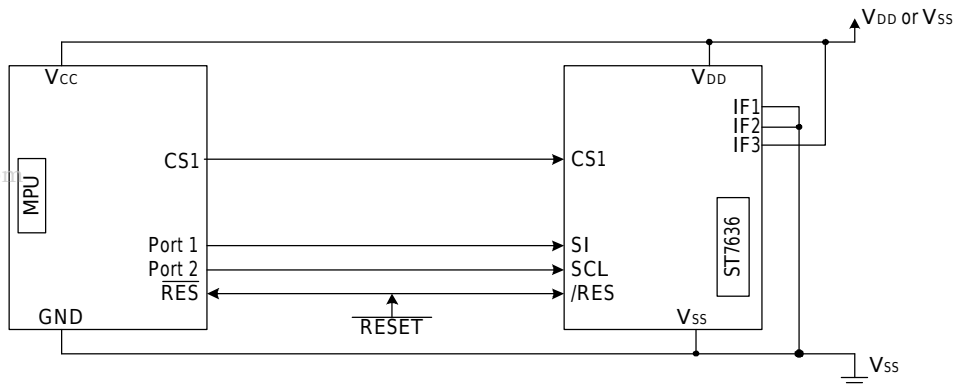 VDD or VSS
VCC
VDD
IF1
IF2
IF3
CS1
CS1
m
MPU
ST7636
Port 1
SI
Port 2
SCL
RES
/RES
RESET
GND
VSS
VSS